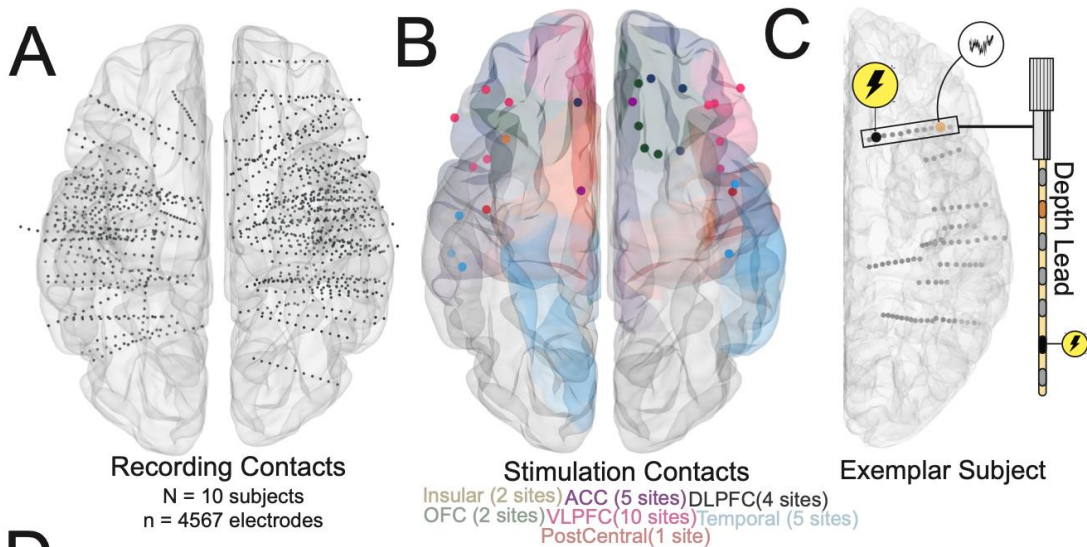 A
B
C
Depth Lead
Recording Contacts
N = 10 subjects
n = 4567 electrodes
Stimulation Contacts
Insular (2 sites) ACC (5 sites) DLPFC(4 sites)
OFC (2 sites) VLPFC(10 sites) Temporal (5 sites)
PostCentral(1 site)
Exemplar Subject
D